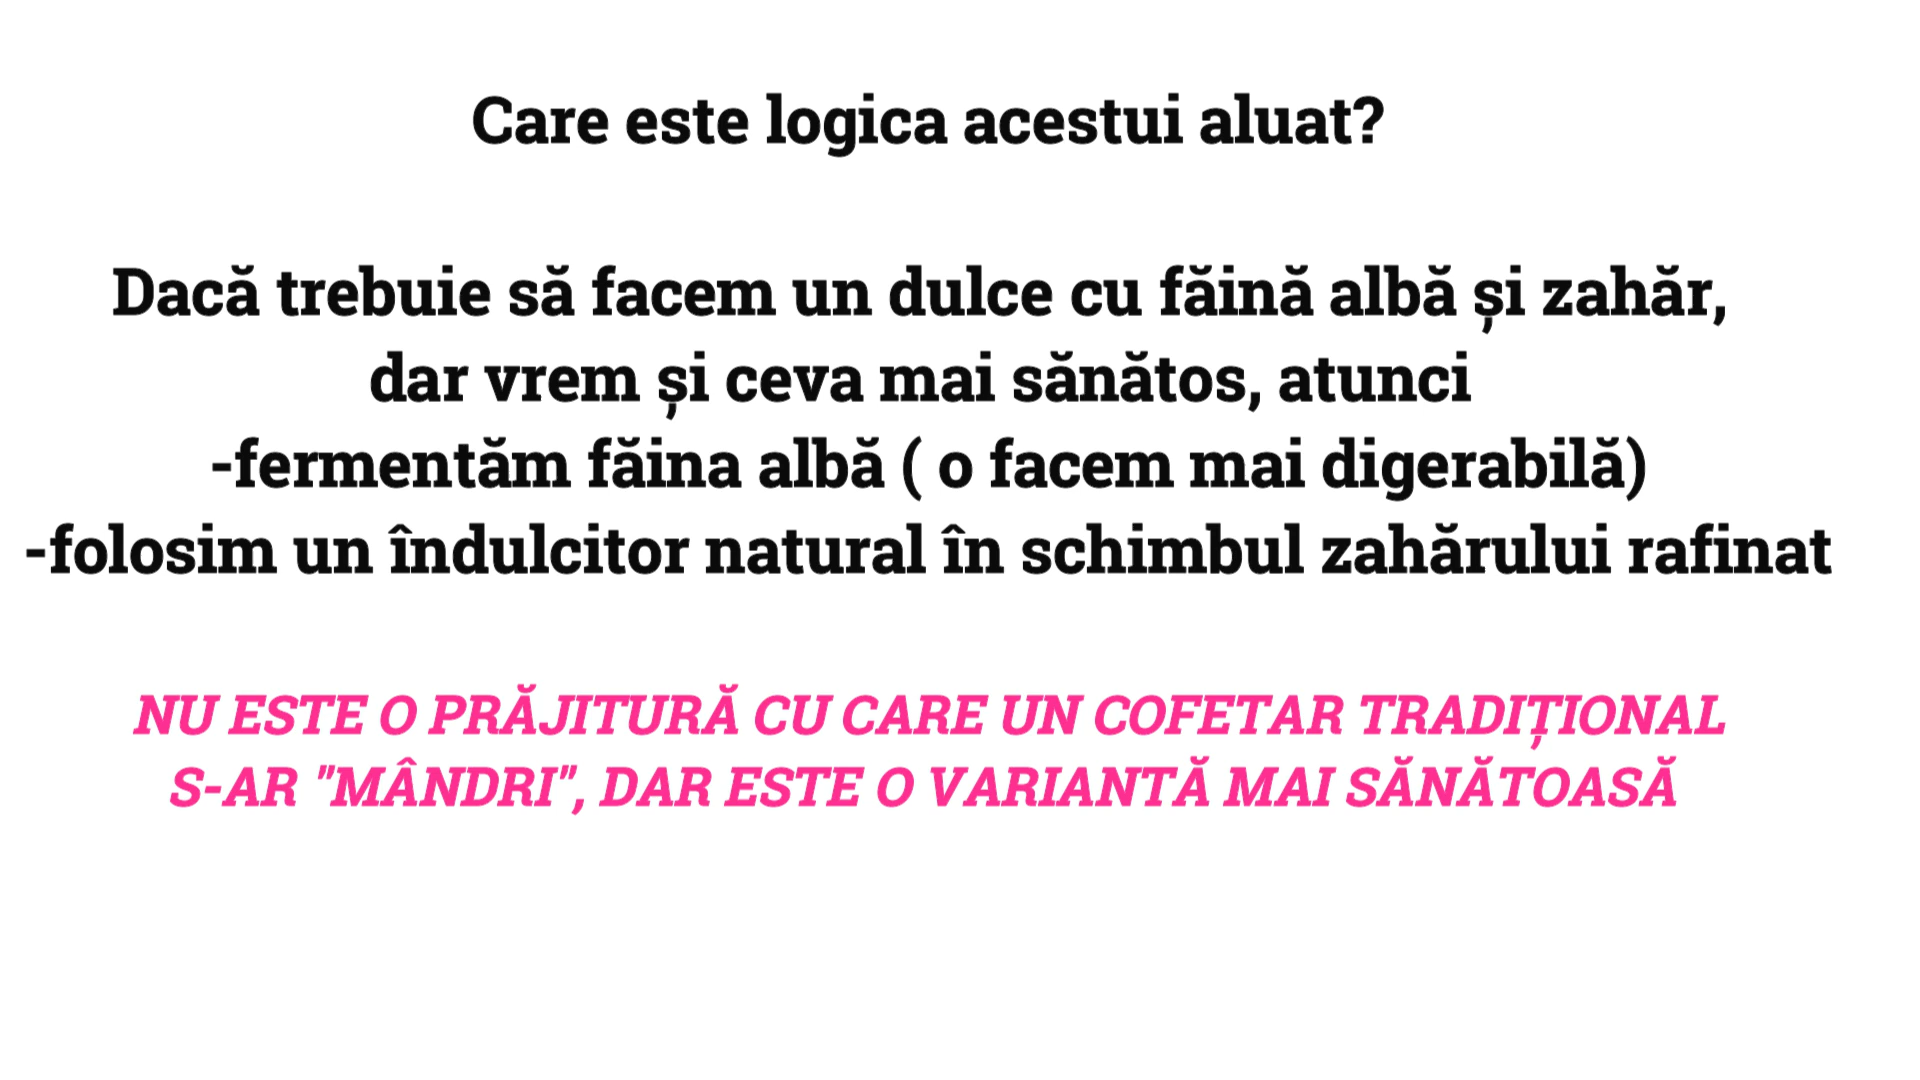 Care este logica acestui aluat?
Dacă trebuie să facem un dulce cu făină albă și zahăr,
dar vrem și ceva mai sănătos, atunci
-fermentăm făina albă ( o facem mai digerabilă)
-folosim un îndulcitor natural în schimbul zahărului rafinat
NU ESTE O PRĂJITURĂ CU CARE UN COFETAR TRADIȚIONAL
S-AR "MÂNDRI", DAR ESTE O VARIANTĂ MAI SĂNĂTOASĂ